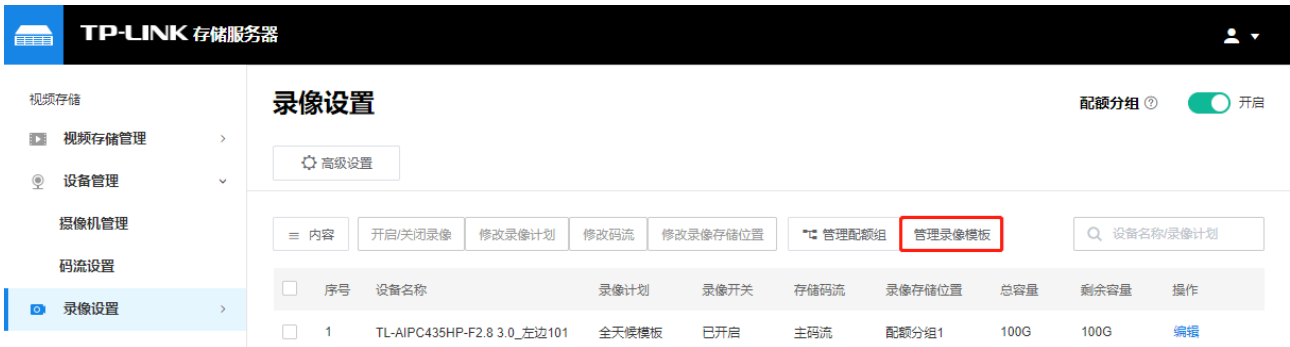 TP-LINK 存储服务器
视频存储
视频存储管理
设备管理
摄像机管理
码流设置
录像设置
录像设置
配额分组 ? 开启
高级设置
内容 开启/关闭录像 修改录像计划 修改码流 修改录像存储位置 管理配额组 管理录像模板 设备名称/录像计划
序号 设备名称 录像计划 录像开关 存储码流 录像存储位置 总容量 剩余容量 操作
1 TL-AIPC435HP-F2.8 3.0_左边101 全天候模板 已开启 主码流 配额分组1 100G 100G 编辑